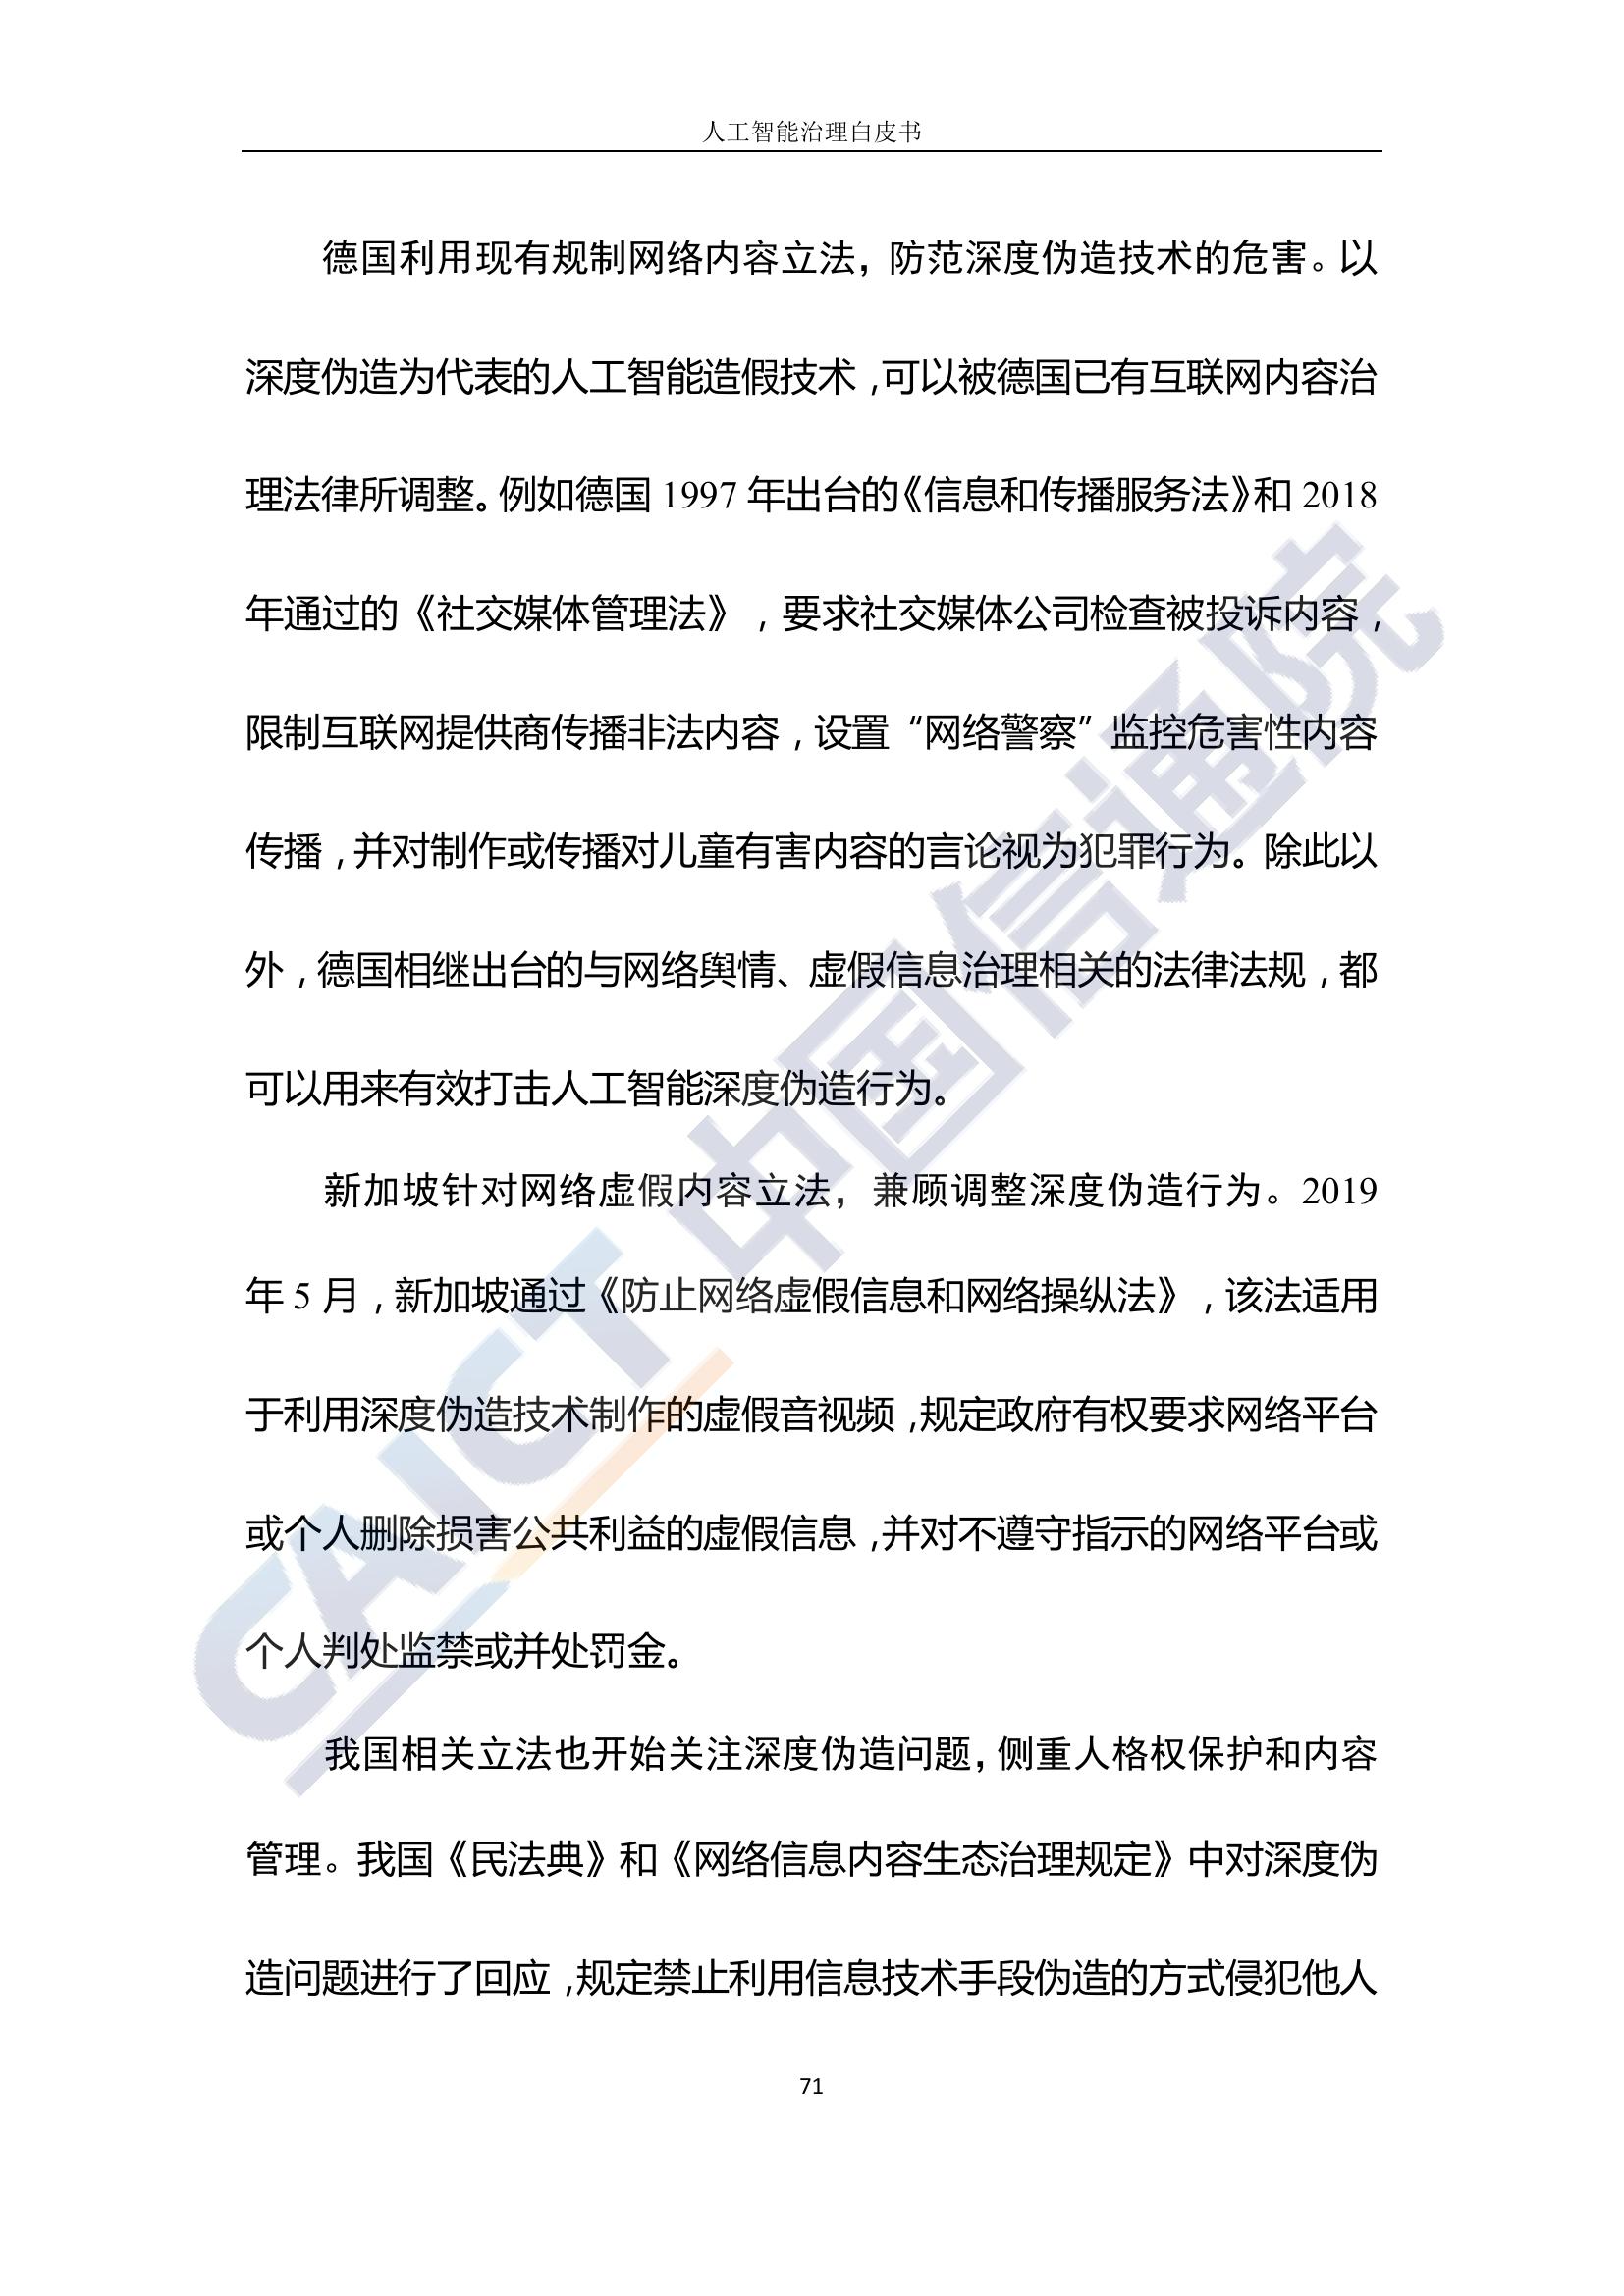 人工智能治理白皮书
德国利用现有规制网络内容立法，防范深度伪造技术的危害。以
深度伪造为代表的人工智能造假技术，可以被德国已有互联网内容治
理法律所调整。例如德国 1997 年出台的《信息和传播服务法》和 2018
年通过的《社交媒体管理法》，要求社交媒体公司检查被投诉内容，
限制互联网提供商传播非法内容，设置“网络警察”监控危害性内容
传播，并对制作或传播对儿童有害内容的言论视为犯罪行为。除此以
外，德国相继出台的与网络舆情、虚假信息治理相关的法律法规，都
可以用来有效打击人工智能深度伪造行为。
新加坡针对网络虚假内容立法，兼顾调整深度伪造行为。2019
年 5 月，新加坡通过《防止网络虚假信息和网络操纵法》，该法适用
于利用深度伪造技术制作的虚假音视频，规定政府有权要求网络平台
或个人删除损害公共利益的虚假信息，并对不遵守指示的网络平台或
个人判处监禁或并处罚金。
我国相关立法也开始关注深度伪造问题，侧重人格权保护和内容
管理。我国《民法典》和《网络信息内容生态治理规定》中对深度伪
造问题进行了回应，规定禁止利用信息技术手段伪造的方式侵犯他人
71
CAICT 中国信通院